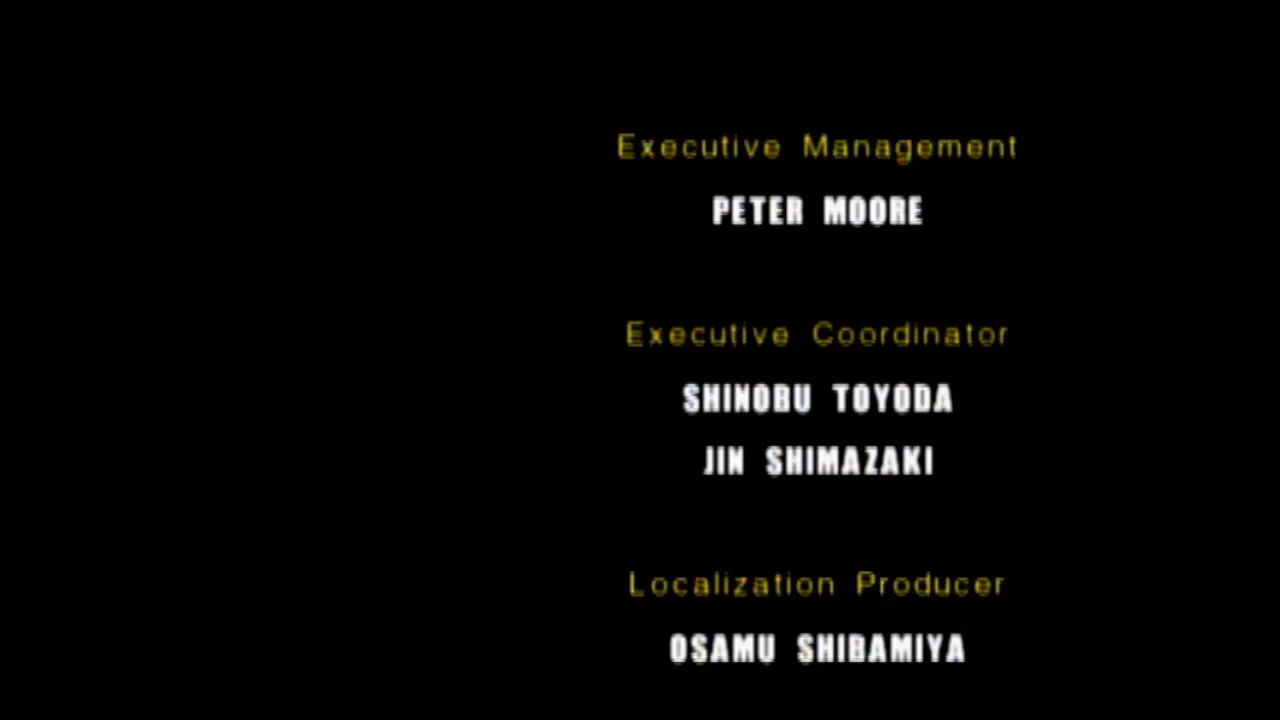 Executive Management
PETER MOORE
Executive Coordinator
SHINOBU TOYODA
JIN SHIMAZAKI
Localization Producer
OSAMU SHIBAMIYA